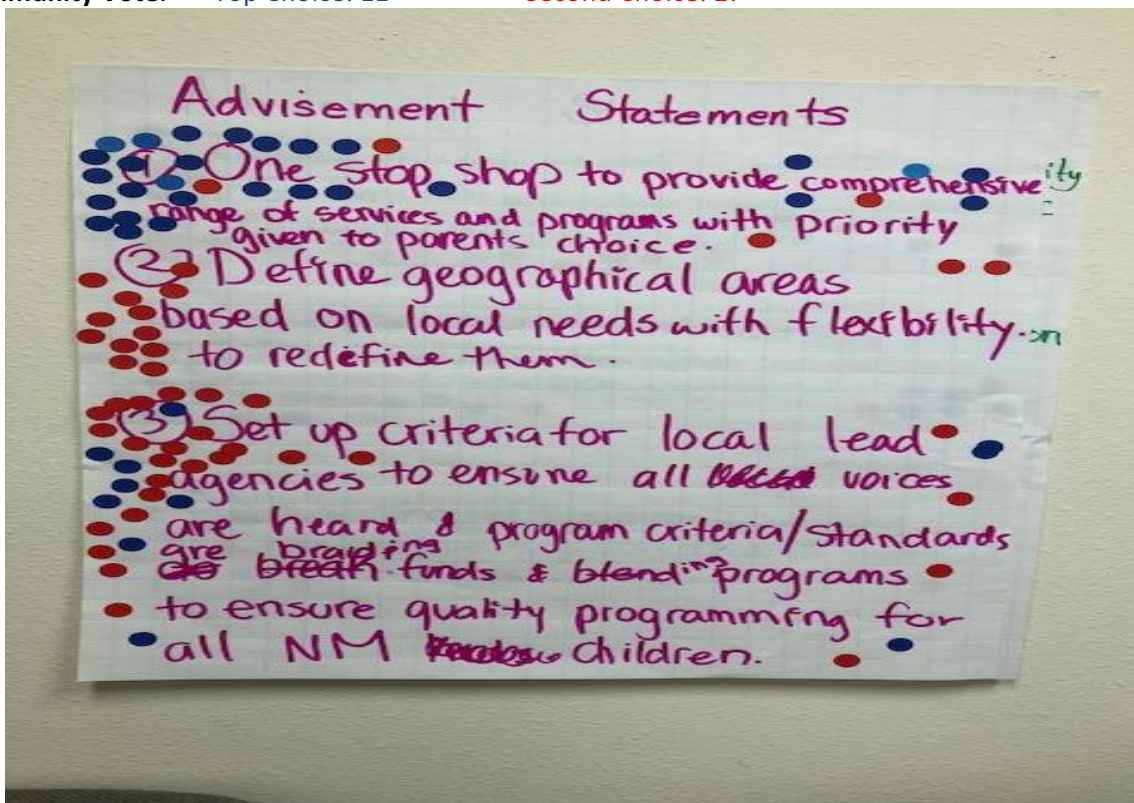 Advisement Statements
① One stop shop to provide comprehensive
range of services and programs with priority
given to parents choice.
② Define geographical areas
based on local needs with flexibility.
to redefine them.
③ Set up criteria for local lead
agencies to ensure all voices
are heard & program criteria/standards
are braiding
funds & blending programs
to ensure quality programming for
all NM children.
ity